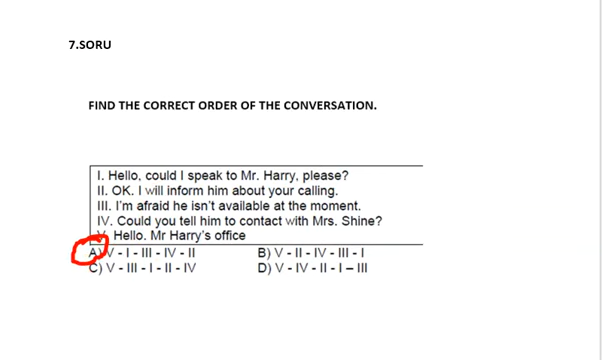 7.SORU
FIND THE CORRECT ORDER OF THE CONVERSATION.
I. Hello, could I speak to Mr. Harry, please?
II. OK. I will inform him about your calling.
III. I'm afraid he isn't available at the moment.
IV. Could you tell him to contact with Mrs. Shine?
V. Hello. Mr Harry's office
A) V - I - III - IV - II B) V - II - IV - III - I
C) V - III - I - II - IV D) V - IV - II - I – III